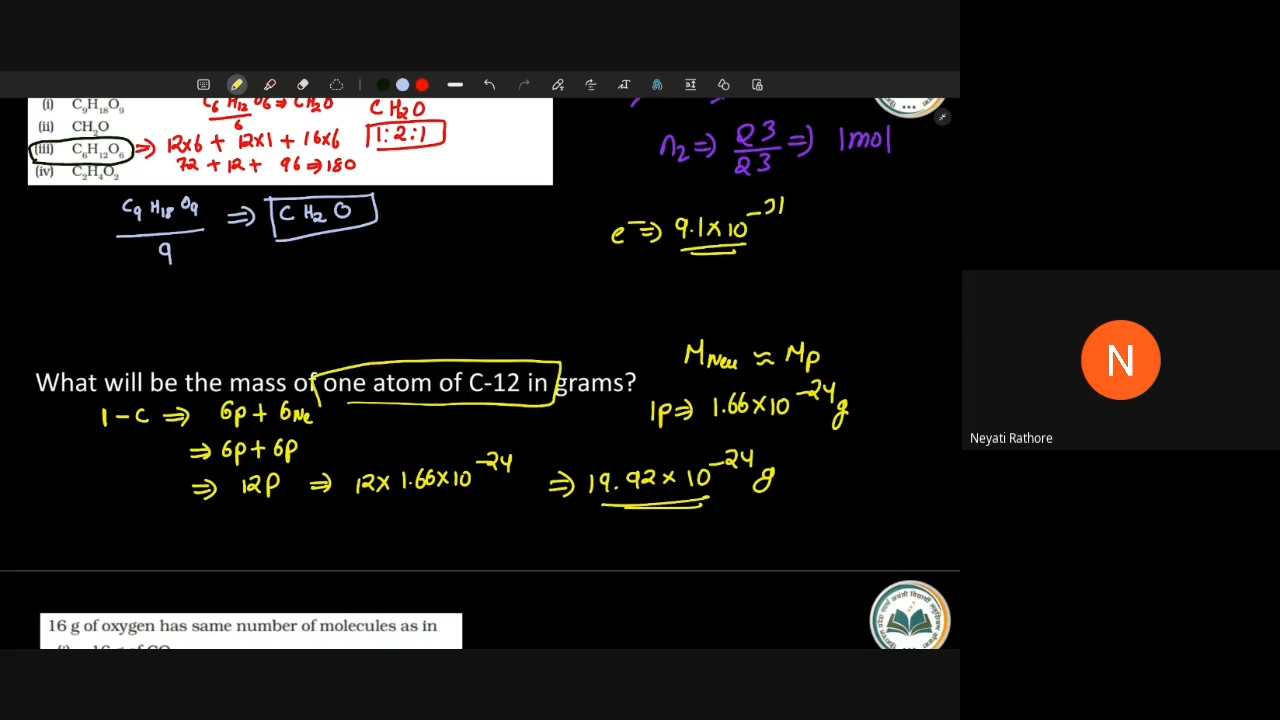 (i) C9H18O9
C6H12O6 ⇒ CH2O
6
CH2O
1:2:1
(ii) CH2O
(iii) C6H12O6 ⇒ 12×6 + 12×1 + 16×6
72 + 12 + 96 ⇒ 180
(iv) C2H4O2
C9 H18 O9 ⇒ CH2O
9
n2 ⇒ 23/23 ⇒ 1mol
e⁻ ⇒ 9.1×10⁻³¹
What will be the mass of one atom of C-12 in grams?
MNeu ≈ Mp
1p ⇒ 1.66×10⁻²⁴g
1-C ⇒ 6p + 6Ne
⇒ 6p + 6p
⇒ 12p ⇒ 12×1.66×10⁻²⁴ ⇒ 19.92×10⁻²⁴g
16 g of oxygen has same number of molecules as in
N
Neyati Rathore